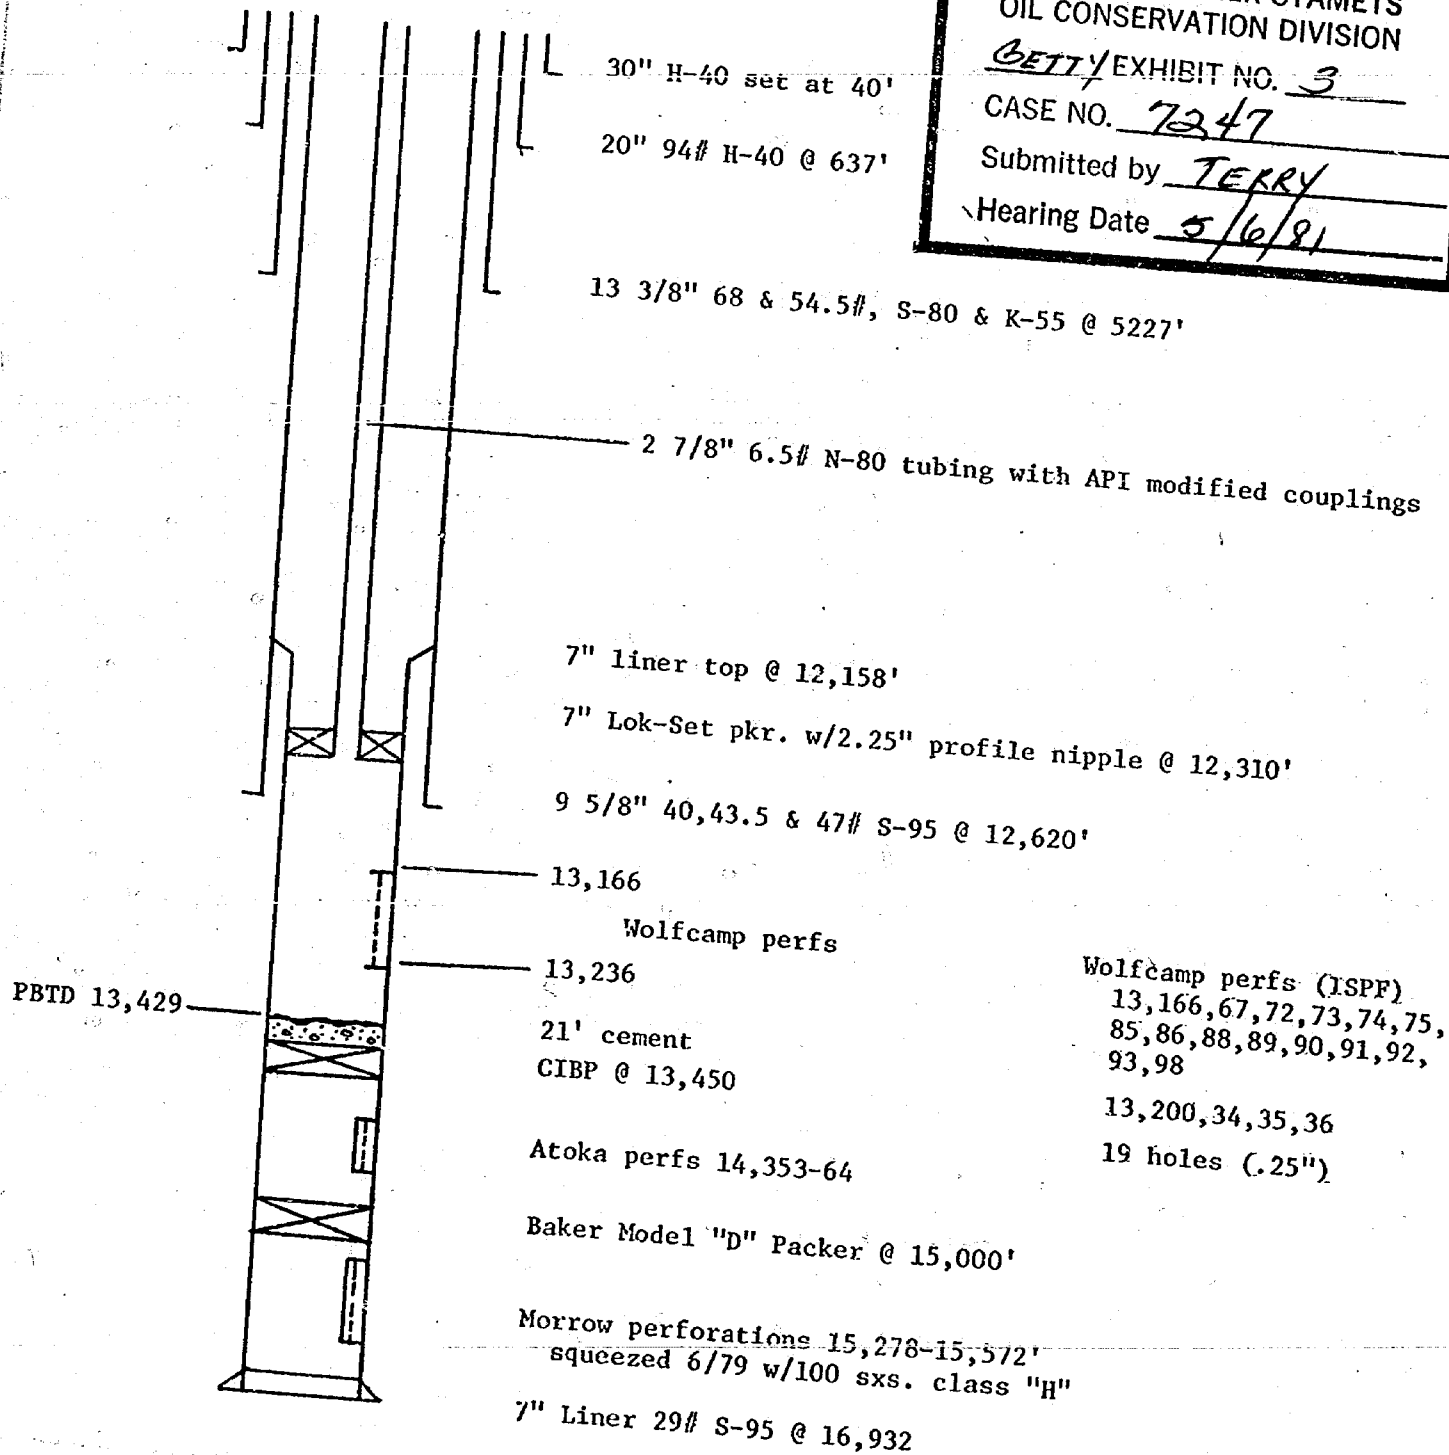 STAMETS
OIL CONSERVATION DIVISION
BETTY EXHIBIT NO. 3
CASE NO. 7247
Submitted by TERRY
Hearing Date 5/6/81
30" H-40 set at 40'
20" 94# H-40 @ 637'
13 3/8" 68 & 54.5#, S-80 & K-55 @ 5227'
2 7/8" 6.5# N-80 tubing with API modified couplings
7" liner top @ 12,158'
7" Lok-Set pkr. w/2.25" profile nipple @ 12,310'
9 5/8" 40,43.5 & 47# S-95 @ 12,620'
13,166
Wolfcamp perfs
13,236
PBTD 13,429
21' cement
CIBP @ 13,450
Atoka perfs 14,353-64
Baker Model "D" Packer @ 15,000'
Morrow perforations 15,278-15,572'
squeezed 6/79 w/100 sxs. class "H"
7" Liner 29# S-95 @ 16,932
Wolfcamp perfs (ISPF)
13,166,67,72,73,74,75,
85,86,88,89,90,91,92,
93,98
13,200,34,35,36
19 holes (.25")